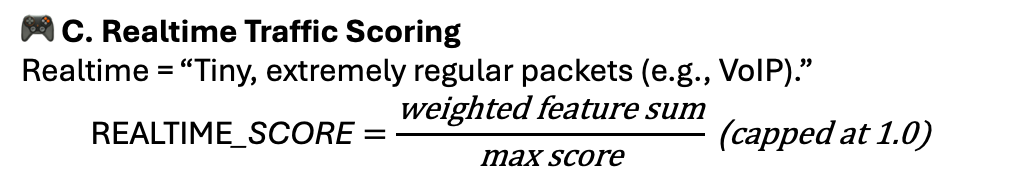 🎮 C. Realtime Traffic Scoring
Realtime = “Tiny, extremely regular packets (e.g., VoIP).”
REALTIME_SCORE = weighted feature sum / max score (capped at 1.0)